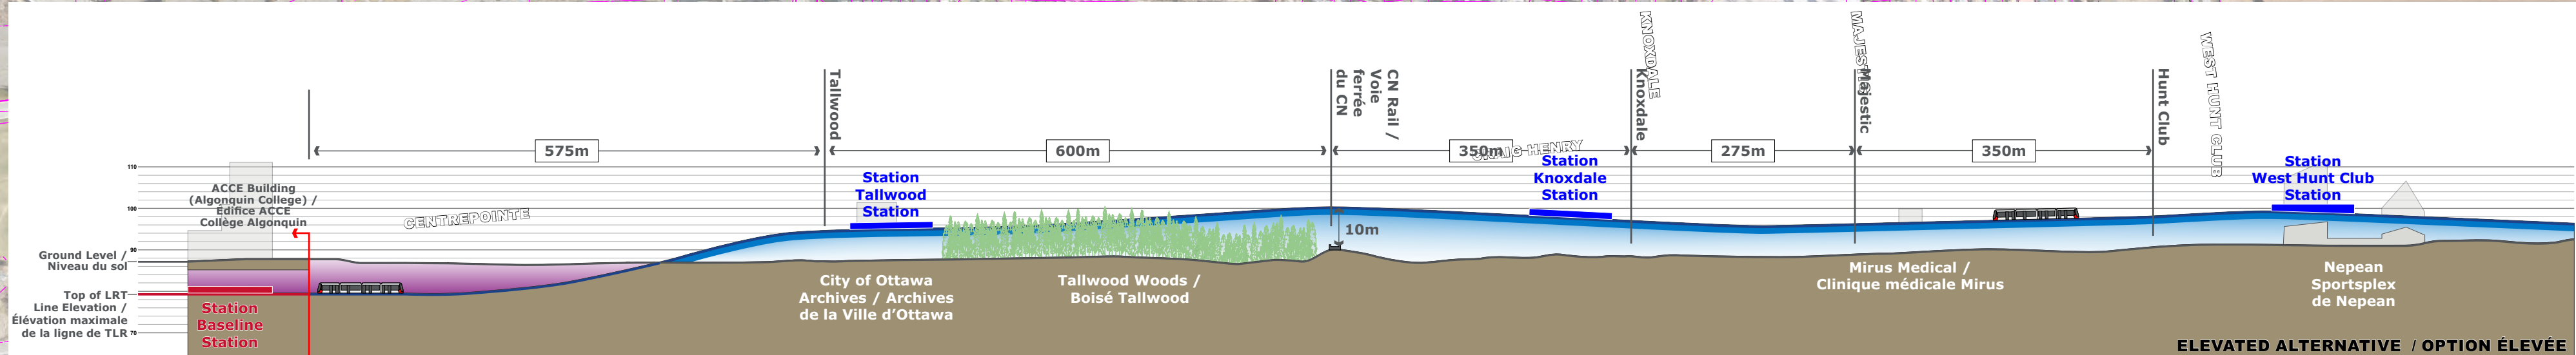 KNOXDALE
MAJESTIC
WEST HUNT CLUB
Tallwood
CN Rail /
Voie
ferrée
du CN
Knoxdale
Majestic
Hunt Club
575m
600m
350m
275m
350m
CRAIG HENRY
110
100
90
70
ACCE Building
(Algonquin College) /
Édifice ACCE
Collège Algonquin
CENTREPOINTE
Station
Tallwood
Station
Station
Knoxdale
Station
Station
West Hunt Club
Station
10m
Ground Level /
Niveau du sol
Top of LRT
Line Elevation /
Élévation maximale
de la ligne de TLR
Station
Baseline
Station
City of Ottawa
Archives / Archives
de la Ville d’Ottawa
Tallwood Woods /
Boisé Tallwood
Mirus Medical /
Clinique médicale Mirus
Nepean
Sportsplex
de Nepean
ELEVATED ALTERNATIVE / OPTION ÉLEVÉE